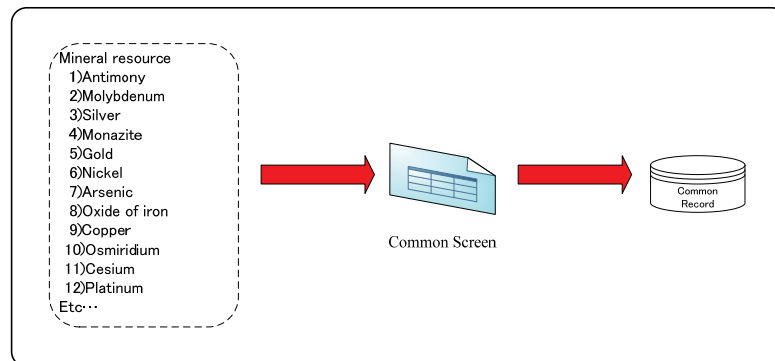 Mineral resource
1)Antimony
2)Molybdenum
3)Silver
4)Monazite
5)Gold
6)Nickel
7)Arsenic
8)Oxide of iron
9)Copper
10)Osmiridium
11)Cesium
12)Platinum
Etc…
Common Screen
Common
Record